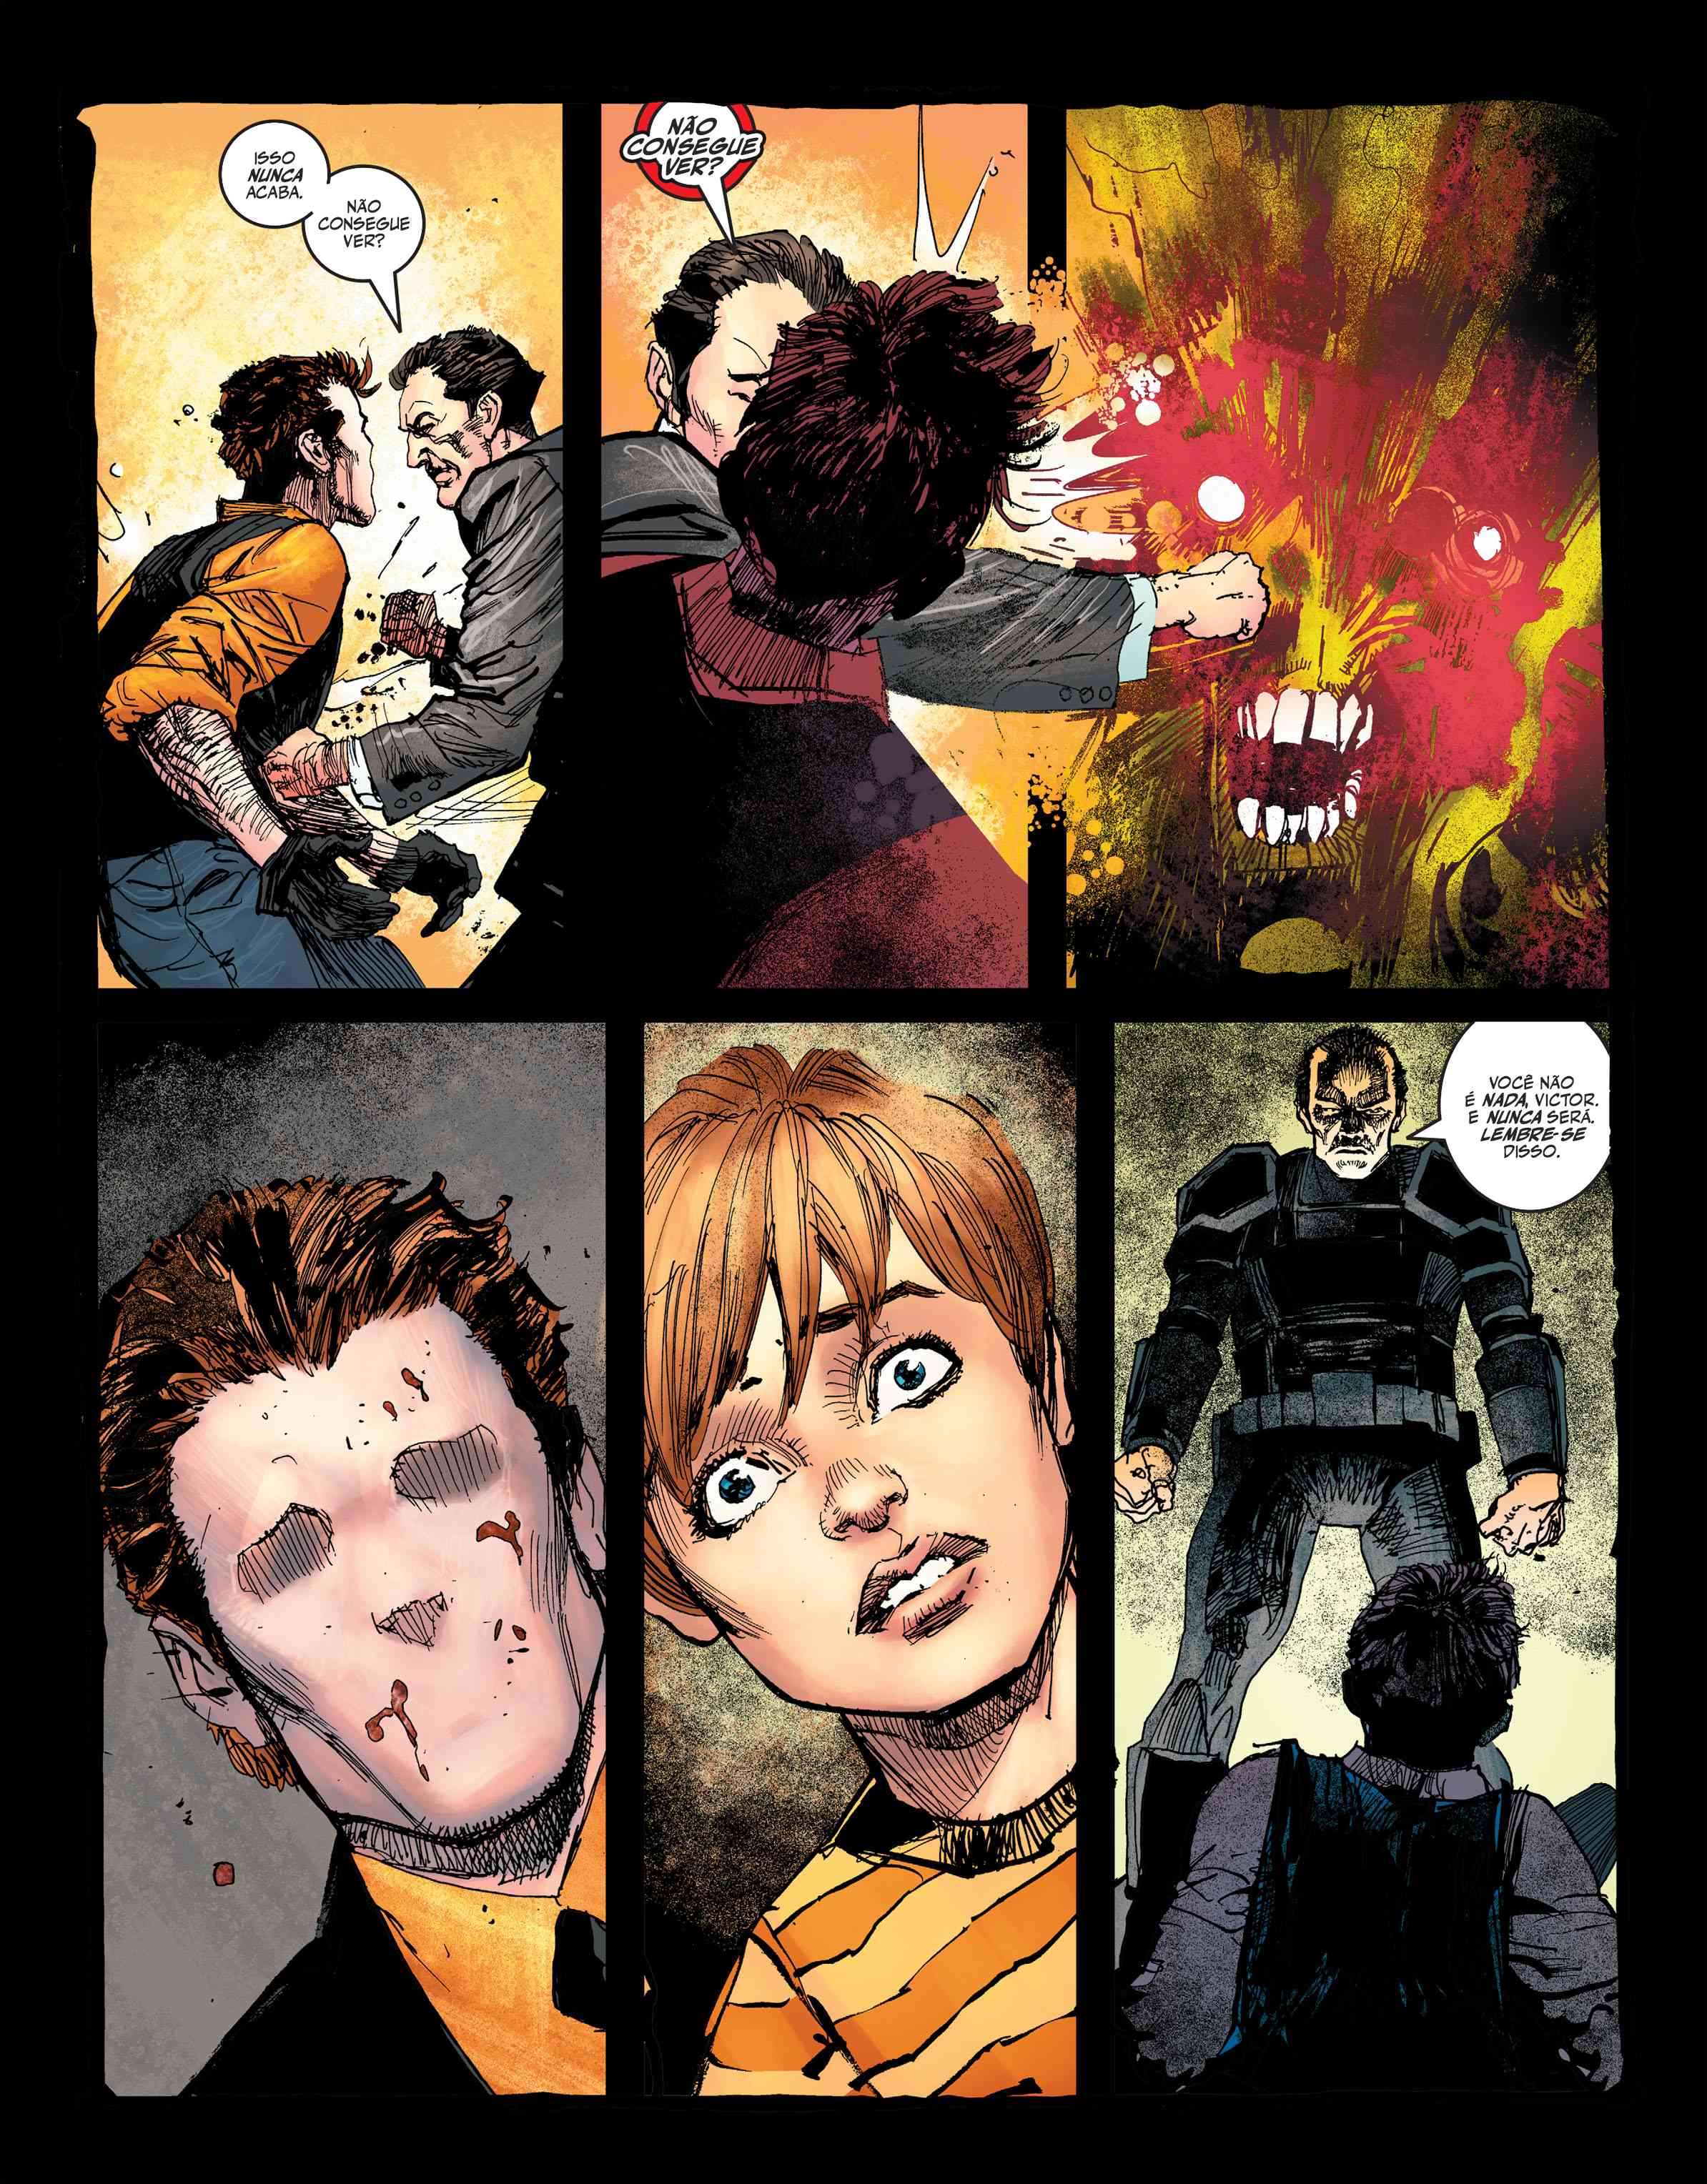 ISSO
NUNCA
ACABA.
NÃO
CONSEGUE
VER?
NÃO
CONSEGUE
VER?
VOCÊ NÃO
É NADA, VICTOR.
E NUNCA SERÁ.
LEMBRE-SE
DISSO.